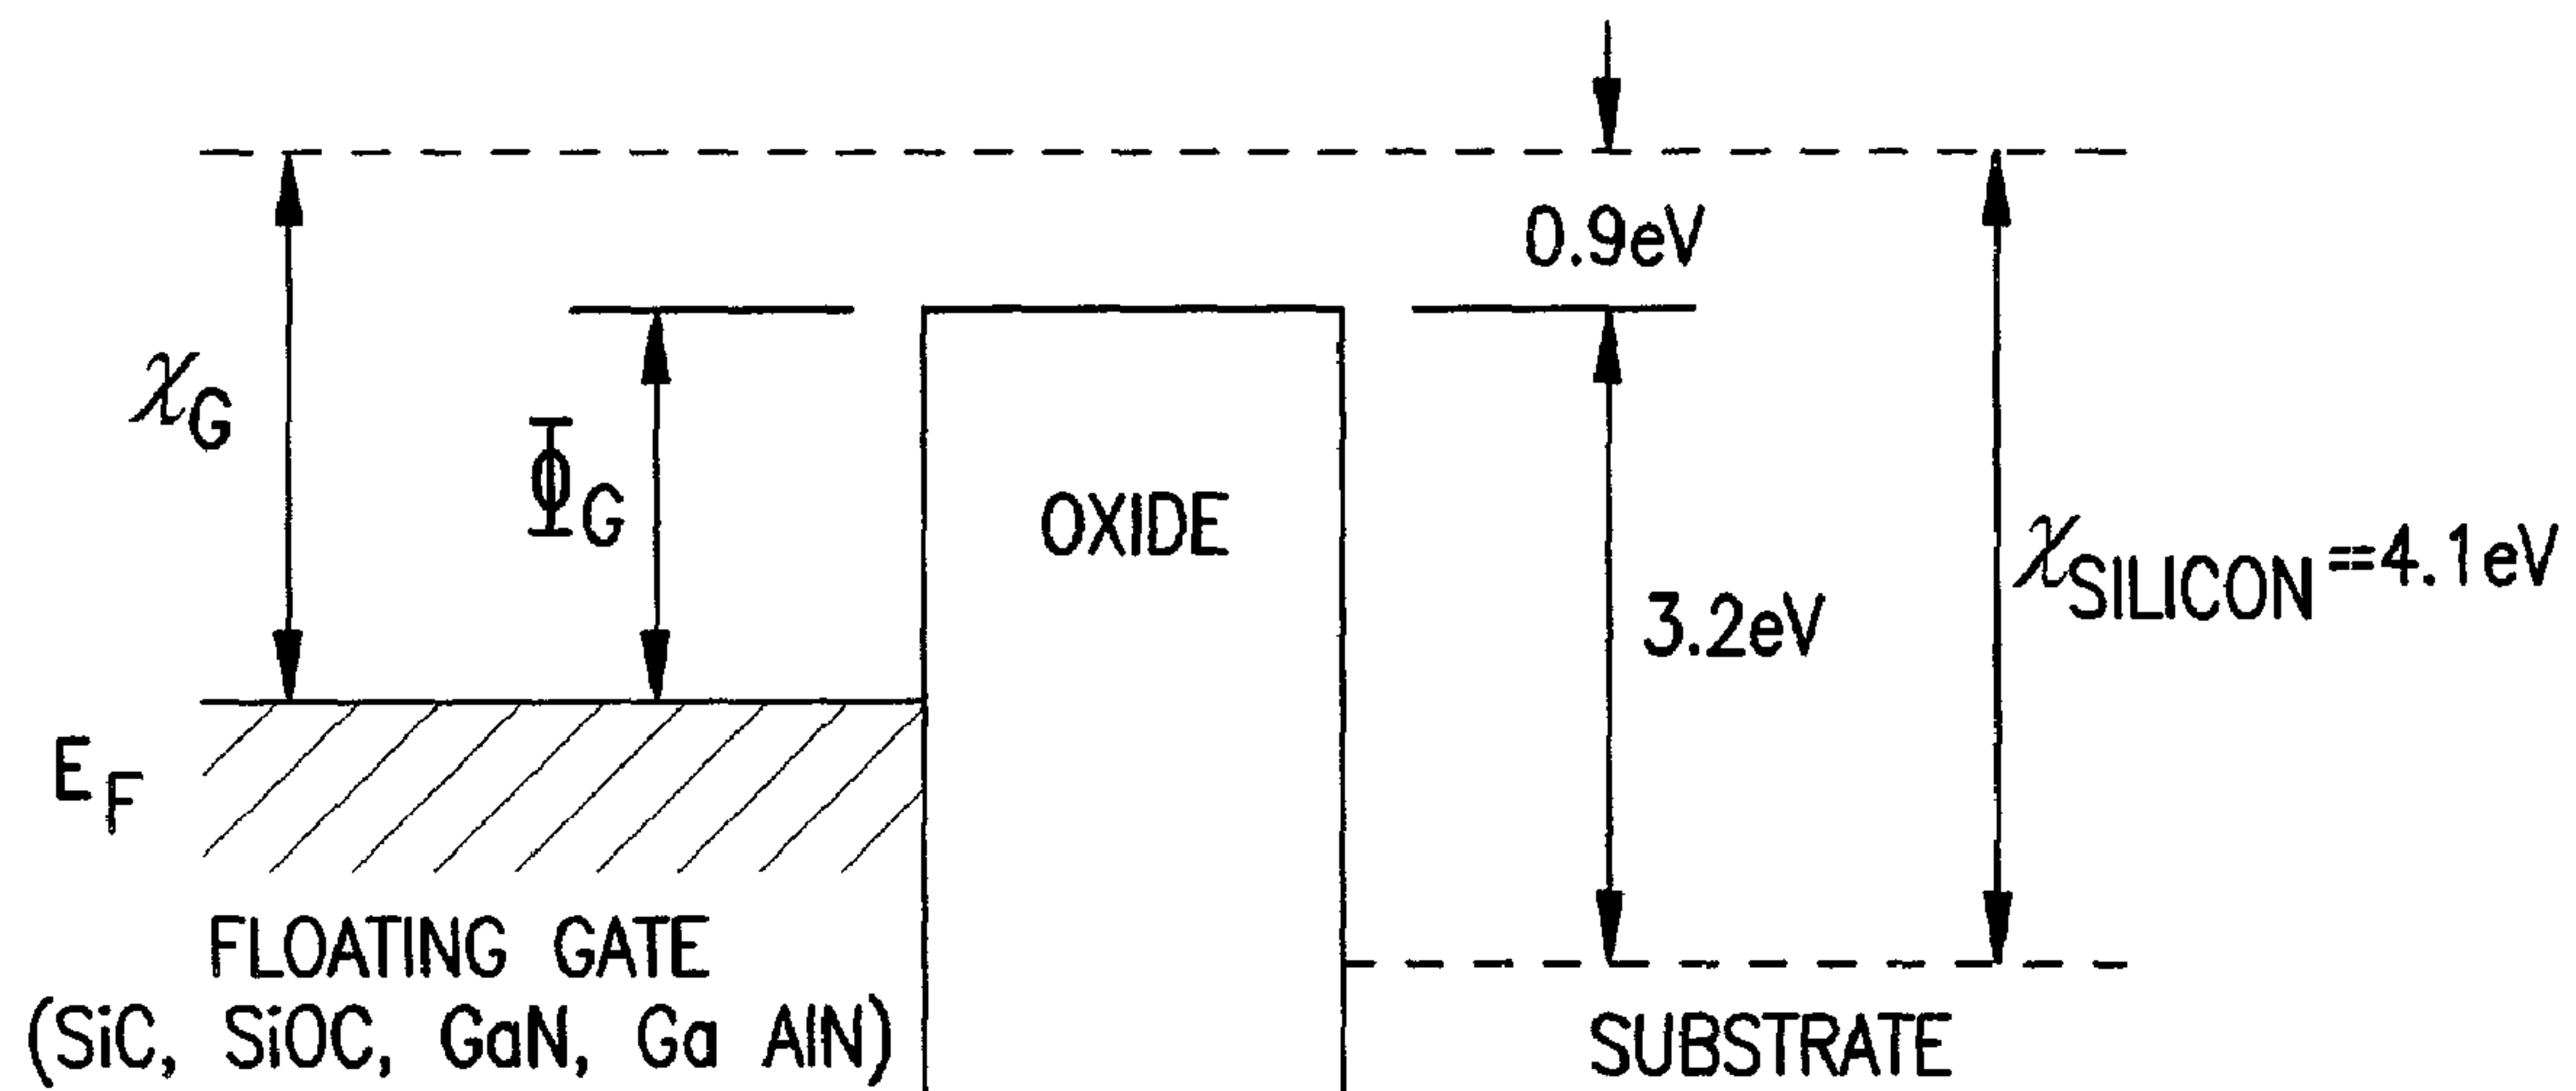 0.9eV
χG
ΦG
OXIDE
χSILICON=4.1eV
3.2eV
EF
FLOATING GATE
(SiC, SiOC, GaN, Ga AlN)
SUBSTRATE